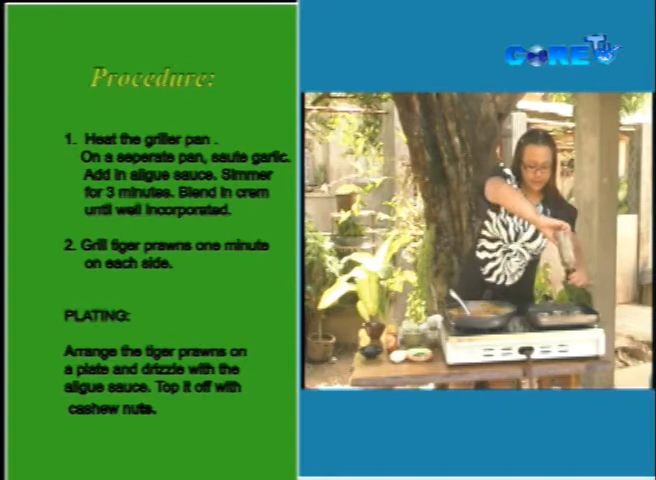 CORE TV
Procedure:
1. Heat the griller pan .
On a seperate pan, saute garlic.
Add in aligue sauce. Simmer
for 3 minutes. Blend in crem
until well incorporated.
2. Grill tiger prawns one minute
on each side.
PLATING:
Arrange the tiger prawns on
a plate and drizzle with the
aligue sauce. Top it off with
cashew nuts.